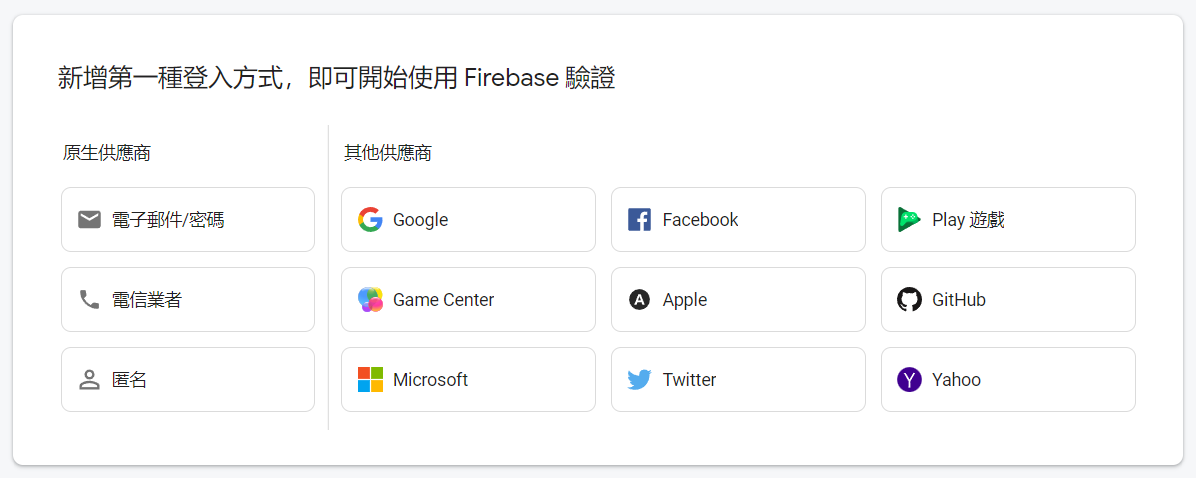 新增第一種登入方式，即可開始使用 Firebase 驗證
原生供應商
其他供應商
電子郵件/密碼
Google
Facebook
Play 遊戲
電信業者
Game Center
Apple
GitHub
匿名
Microsoft
Twitter
Yahoo